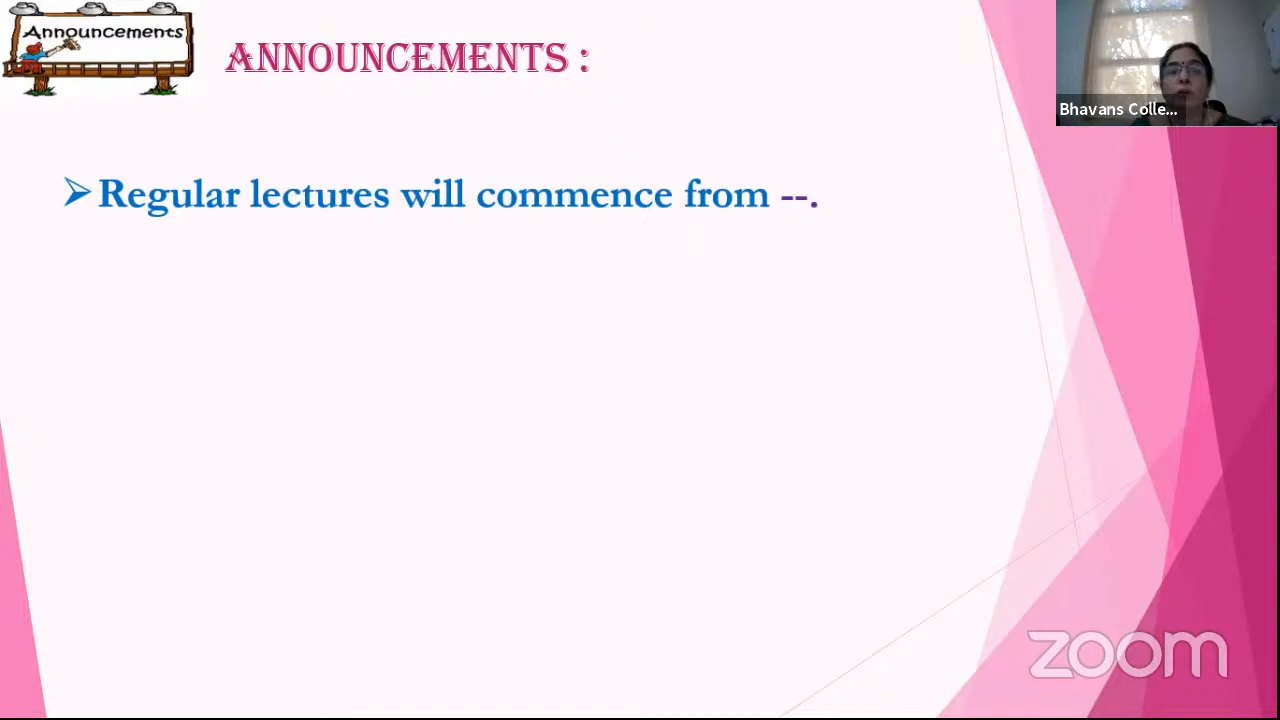 Announcements
ANNOUNCEMENTS :
Bhavans Colle...
➢Regular lectures will commence from --.
zoom